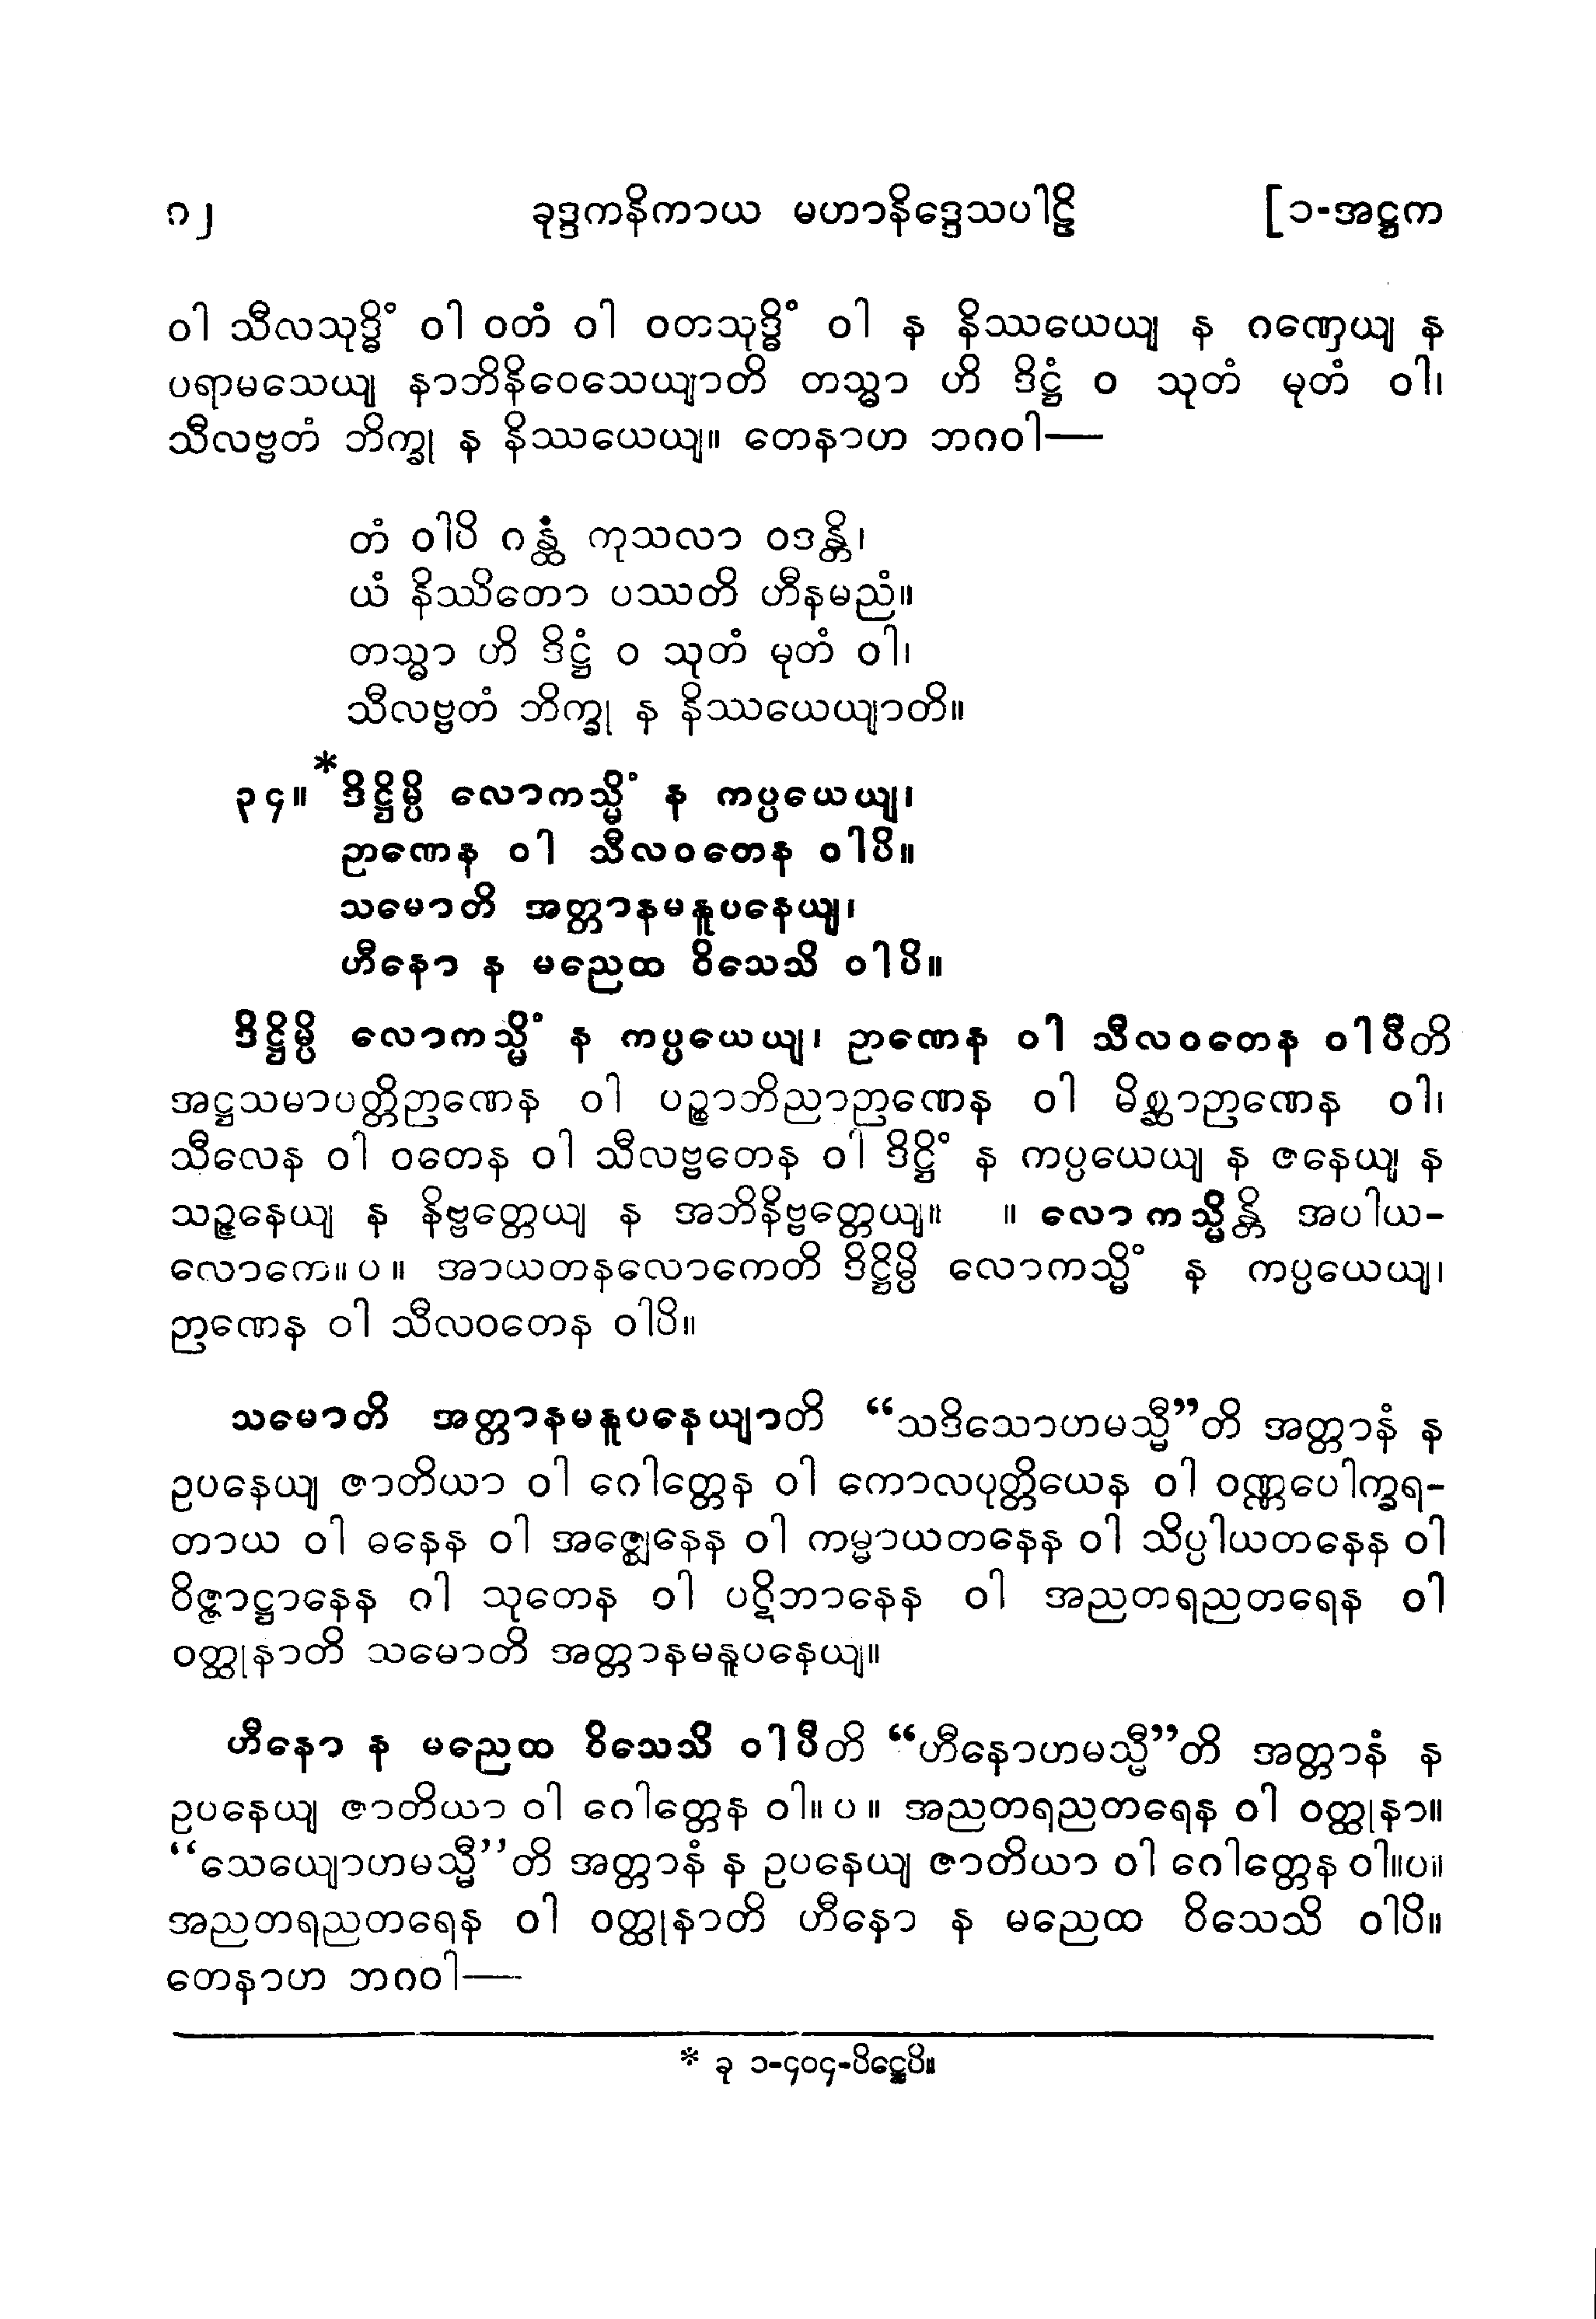 ၈၂ ခုဒ္ဒကနိကာယ မဟာနိဒ္ဒေသပါဠိ [၁-အဋ္ဌက
ဝါ သီလသုဒ္ဓိံ ဝါ ဝတံ ဝါ ဝတသုဒ္ဓိံ ဝါ န နိဿယေယျ န ဂဏှေယျ န
ပရာမသေယျ နာဘိနိဝေသေယျာတိ တသ္မာ ဟိ ဒိဋ္ဌံ ဝ သုတံ မုတံ ဝါ၊
သီလဗ္ဗတံ ဘိက္ခု န နိဿယေယျ။ တေနာဟ ဘဂဝါ—
တံ ဝါပိ ဂန္ထံ ကုသလာ ဝဒန္တိ၊
ယံ နိဿိတော ပဿတိ ဟီနမညံ။
တသ္မာ ဟိ ဒိဋ္ဌံ ဝ သုတံ မုတံ ဝါ၊
သီလဗ္ဗတံ ဘိက္ခု န နိဿယေယျာတိ။
၃၄။ *ဒိဋ္ဌိမ္ပိ လောကသ္မိံ န ကပ္ပယေယျ၊
ဉာဏေန ဝါ သီလဝတေန ဝါပိ။
သမောတိ အတ္တာနမနူပနေယျ၊
ဟီနော န မညေထ ဝိသေသိ ဝါပိ။
ဒိဋ္ဌိမ္ပိ လောကသ္မိံ န ကပ္ပယေယျ၊ ဉာဏေန ဝါ သီလဝတေန ဝါပီတိ
အဋ္ဌသမာပတ္တိဉာဏေန ဝါ ပဉ္စာဘိညာဉာဏေန ဝါ မိစ္ဆာဉာဏေန ဝါ၊
သီလေန ဝါ ဝတေန ဝါ သီလဗ္ဗတေန ဝါ ဒိဋ္ဌိံ န ကပ္ပယေယျ န ဇနေယျ န
သဉ္ဇနေယျ န နိဗ္ဗတ္တေယျ န အဘိနိဗ္ဗတ္တေယျ။ ။ လောကသ္မိန္တိ အပါယ-
လောကေ။ ပ ။ အာယတနလောကေတိ ဒိဋ္ဌိမ္ပိ လောကသ္မိံ န ကပ္ပယေယျ၊
ဉာဏေန ဝါ သီလဝတေန ဝါပိ။
သမောတိ အတ္တာနမနူပနေယျာတိ “သဒိသောဟမသ္မီ”တိ အတ္တာနံ န
ဥပနေယျ ဇာတိယာ ဝါ ဂေါတ္တေန ဝါ ကောလပုတ္တိယေန ဝါ ဝဏ္ဏပေါက္ခရ-
တာယ ဝါ ဓနေန ဝါ အဇ္ဈေနေန ဝါ ကမ္မာယတနေန ဝါ သိပ္ပါယတနေန ဝါ
ဝိဇ္ဇာဋ္ဌာနေန ဂါ သုတေန ဝါ ပဋိဘာနေန ဝါ အညတရညတရေန ဝါ
ဝတ္ထုနာတိ သမောတိ အတ္တာနမနူပနေယျ။
ဟီနော န မညေထ ဝိသေသိ ဝါပီတိ “ဟီနောဟမသ္မီ”တိ အတ္တာနံ န
ဥပနေယျ ဇာတိယာ ဝါ ဂေါတ္တေန ဝါ။ ပ ။ အညတရညတရေန ဝါ ဝတ္ထုနာ။
“သေယျောဟမသ္မီ”တိ အတ္တာနံ န ဥပနေယျ ဇာတိယာ ဝါ ဂေါတ္တေန ဝါ။ပ။
အညတရညတရေန ဝါ ဝတ္ထုနာတိ ဟီနော န မညေထ ဝိသေသိ ဝါပိ။
တေနာဟ ဘဂဝါ—
* ခု ၁-၄၀၄-ပိဋ္ဌေပိ။